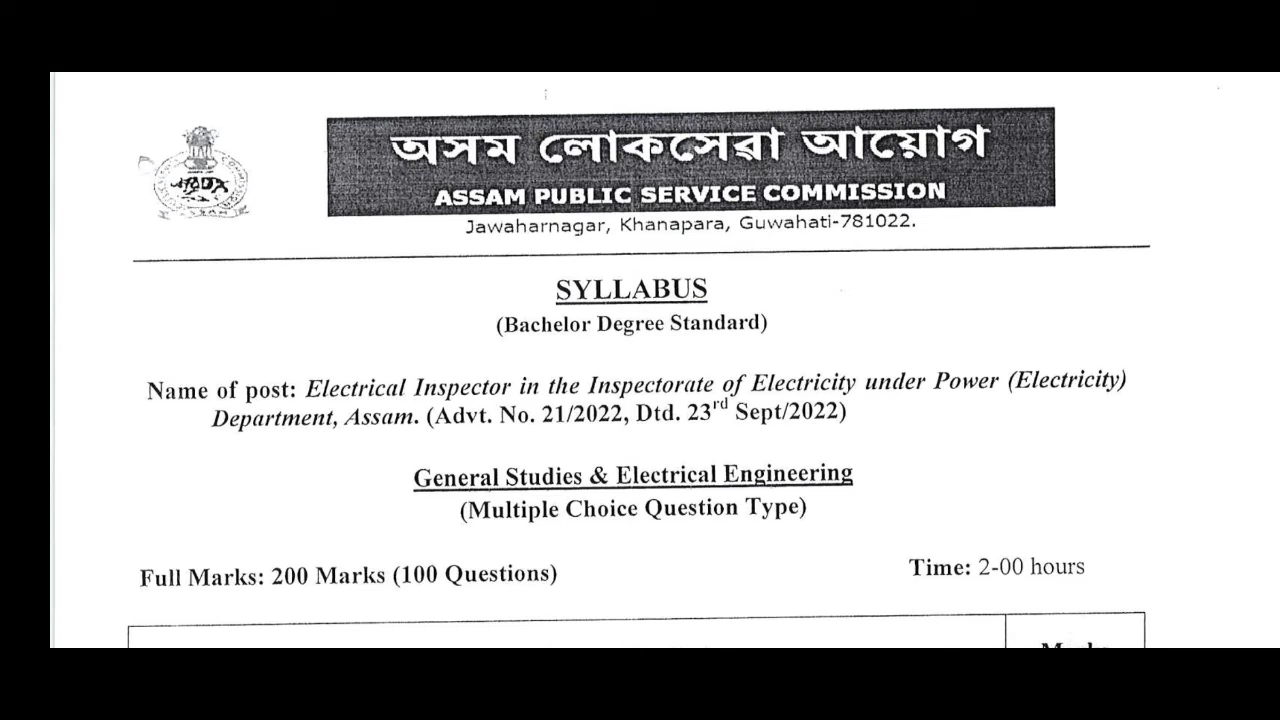 অসম লোকসেৱা আয়োগ
ASSAM PUBLIC SERVICE COMMISSION
Jawaharnagar, Khanapara, Guwahati-781022.
SYLLABUS
(Bachelor Degree Standard)
Name of post: Electrical Inspector in the Inspectorate of Electricity under Power (Electricity)
Department, Assam. (Advt. No. 21/2022, Dtd. 23rd Sept/2022)
General Studies & Electrical Engineering
(Multiple Choice Question Type)
Full Marks: 200 Marks (100 Questions)
Time: 2-00 hours